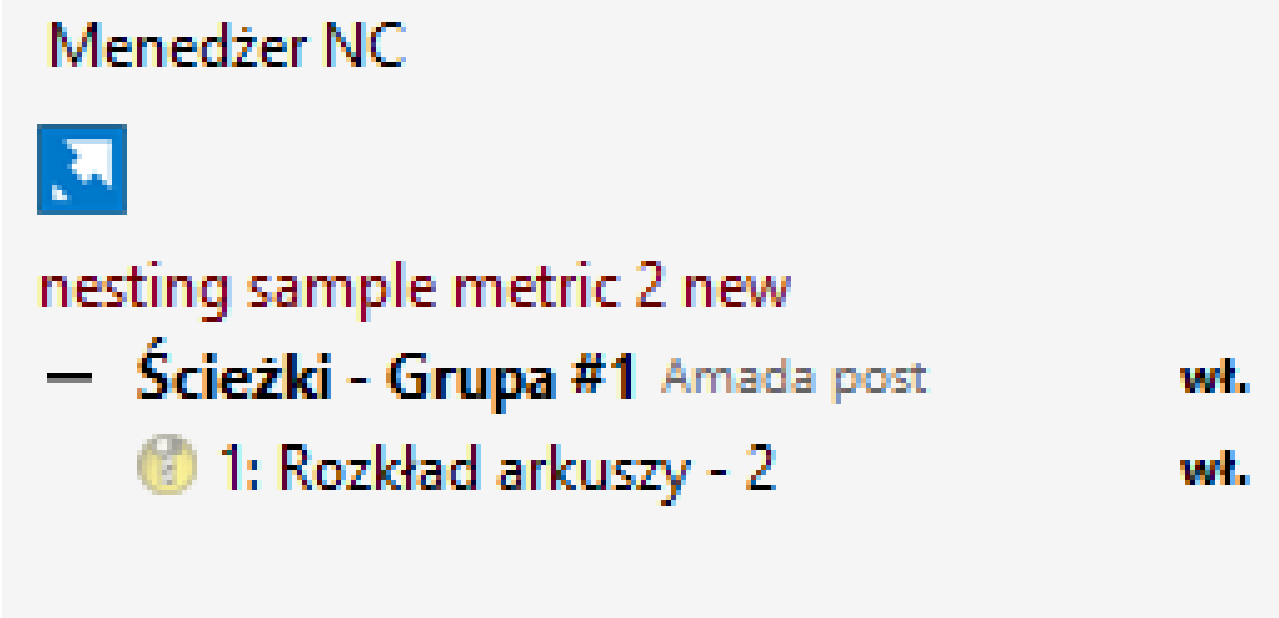 Menedżer NC
nesting sample metric 2 new
Ścieżki - Grupa #1 Amada post wł.
1: Rozkład arkuszy - 2 wł.